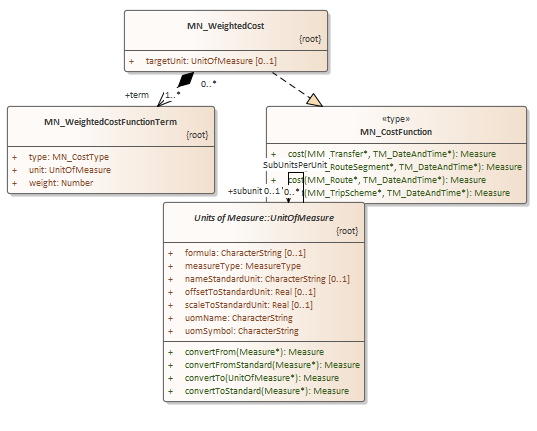 MN_WeightedCost
{root}
+ targetUnit: UnitOfMeasure [0..1]
0..*
+term
1..*
MN_WeightedCostFunctionTerm
{root}
+ type: MN_CostType
+ unit: UnitOfMeasure
+ weight: Number
«type»
MN_CostFunction
+ cost(MM_Transfer*, TM_DateAndTime*): Measure
SubUnitsPerUnit
RouteSegment*, TM_DateAndTime*): Measure
+ cost(MM_Route*, TM_DateAndTime*): Measure
+subunit 0..1
0..*
(MM_TripScheme*, TM_DateAndTime*): Measure
Units of Measure::UnitOfMeasure
{root}
+ formula: CharacterString [0..1]
+ measureType: MeasureType
+ nameStandardUnit: CharacterString [0..1]
+ offsetToStandardUnit: Real [0..1]
+ scaleToStandardUnit: Real [0..1]
+ uomName: CharacterString
+ uomSymbol: CharacterString
+ convertFrom(Measure*): Measure
+ convertFromStandard(Measure*): Measure
+ convertTo(UnitOfMeasure*): Measure
+ convertToStandard(Measure*): Measure